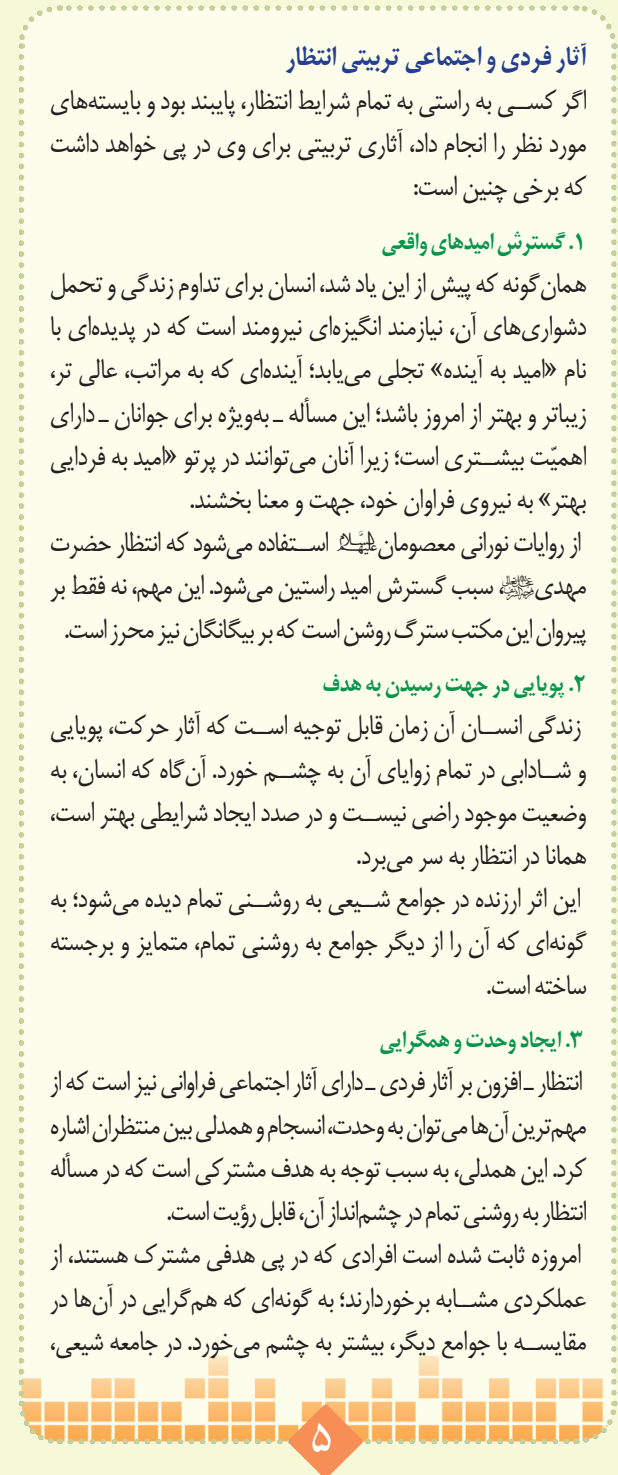 آثار فردی و اجتماعی تربیتی انتظار
اگر کسی به راستی به تمام شرایط انتظار، پایبند بود و بایسته‌های
مورد نظر را انجام داد، آثاری تربیتی برای وی در پی خواهد داشت
که برخی چنین است:
۱. گسترش امیدهای واقعی
همان‌گونه که پیش از این یاد شد، انسان برای تداوم زندگی و تحمل
دشواری‌های آن، نیازمند انگیزه‌ای نیرومند است که در پدیده‌ای با
نام «امید به آینده» تجلی می‌یابد؛ آینده‌ای که به مراتب، عالی تر،
زیباتر و بهتر از امروز باشد؛ این مسأله ـ به‌ویژه برای جوانان ـ دارای
اهمیّت بیشتری است؛ زیرا آنان می‌توانند در پرتو «امید به فردایی
بهتر» به نیروی فراوان خود، جهت و معنا بخشند.
از روایات نورانی معصومان علیهم‌السلام استفاده می‌شود که انتظار حضرت
مهدی عجل‌الله‌تعالی‌فرجه‌الشریف، سبب گسترش امید راستین می‌شود. این مهم، نه فقط بر
پیروان این مکتب سترگ روشن است که بر بیگانگان نیز محرز است.
۲. پویایی در جهت رسیدن به هدف
زندگی انسان آن زمان قابل توجیه است که آثار حرکت، پویایی
و شادابی در تمام زوایای آن به چشم خورد. آن‌گاه که انسان، به
وضعیت موجود راضی نیست و در صدد ایجاد شرایطی بهتر است،
همانا در انتظار به سر می‌برد.
این اثر ارزنده در جوامع شیعی به روشنی تمام دیده می‌شود؛ به
گونه‌ای که آن را از دیگر جوامع به روشنی تمام، متمایز و برجسته
ساخته است.
۳. ایجاد وحدت و همگرایی
انتظار ـ افزون بر آثار فردی ـ دارای آثار اجتماعی فراوانی نیز است که از
مهم‌ترین آن‌ها می‌توان به وحدت، انسجام و همدلی بین منتظران اشاره
کرد. این همدلی، به سبب توجه به هدف مشترکی است که در مسأله
انتظار به روشنی تمام در چشم‌انداز آن، قابل رؤیت است.
امروزه ثابت شده است افرادی که در پی هدفی مشترک هستند، از
عملکردی مشابه برخوردارند؛ به گونه‌ای که هم‌گرایی در آن‌ها در
مقایسه با جوامع دیگر، بیشتر به چشم می‌خورد. در جامعه شیعی،
۵